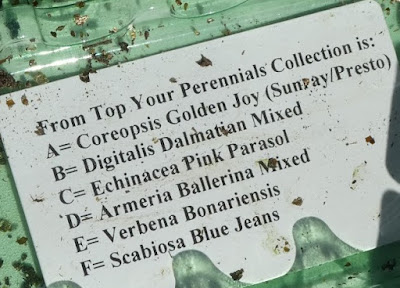 From Top Your Perennials Collection is:
A= Coreopsis Golden Joy (Sunray/Presto)
B= Digitalis Dalmatian Mixed
C= Echinacea Pink Parasol
D= Armeria Ballerina Mixed
E= Verbena Bonariensis
F= Scabiosa Blue Jeans